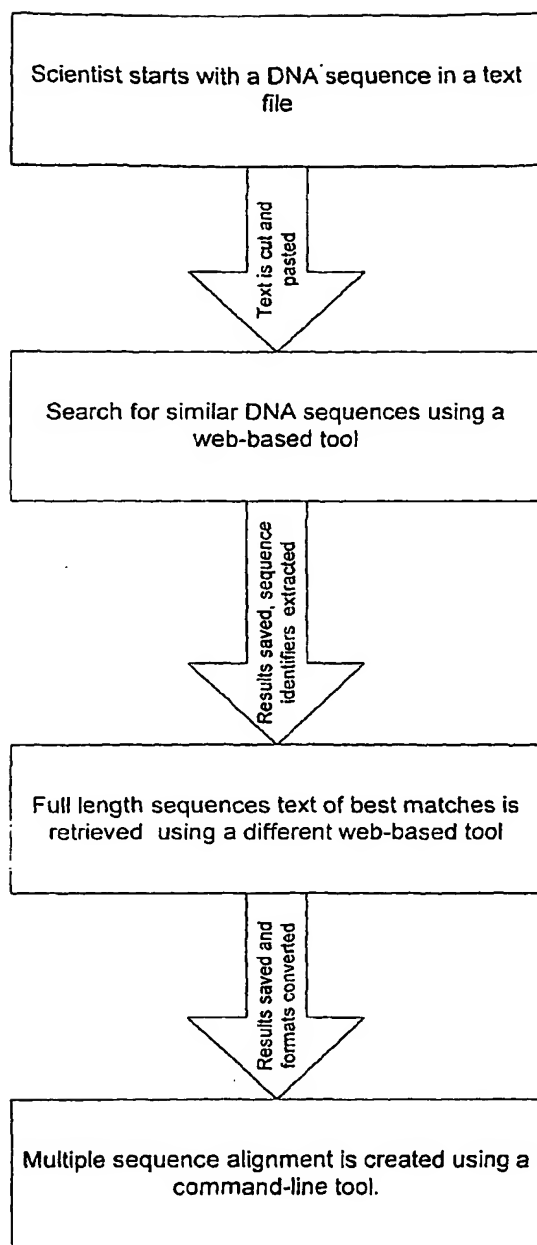 Scientist starts with a DNA sequence in a text
file
Text is cut and
pasted
Search for similar DNA sequences using a
web-based tool
Results saved, sequence
identifiers extracted
Full length sequences text of best matches is
retrieved using a different web-based tool
Results saved and
formats converted
Multiple sequence alignment is created using a
command-line tool.